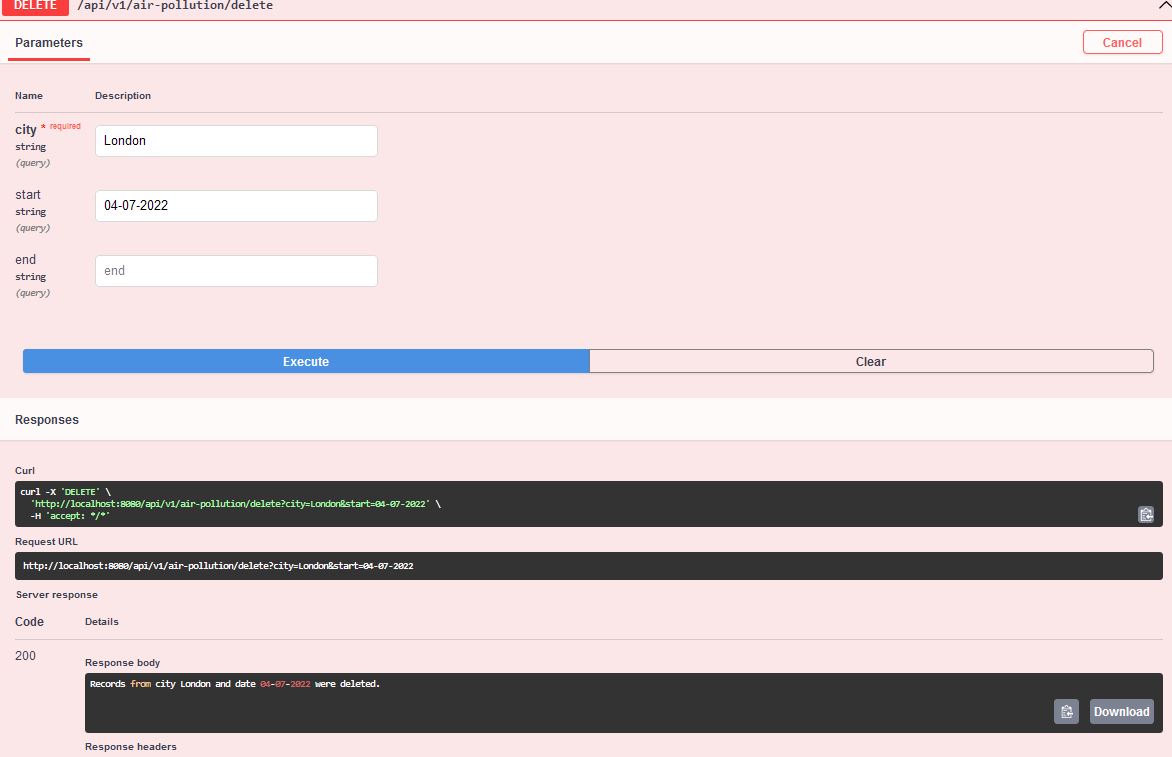 DELETE /api/v1/air-pollution/delete
Parameters
Cancel
Name Description
city * required
string
(query)
London
start
string
(query)
04-07-2022
end
string
(query)
end
Execute
Clear
Responses
Curl
curl -X 'DELETE' \
'http://localhost:8080/api/v1/air-pollution/delete?city=London&start=04-07-2022' \
-H 'accept: */*'
Request URL
http://localhost:8080/api/v1/air-pollution/delete?city=London&start=04-07-2022
Server response
Code Details
200
Response body
Records from city London and date 04-07-2022 were deleted.
Download
Response headers